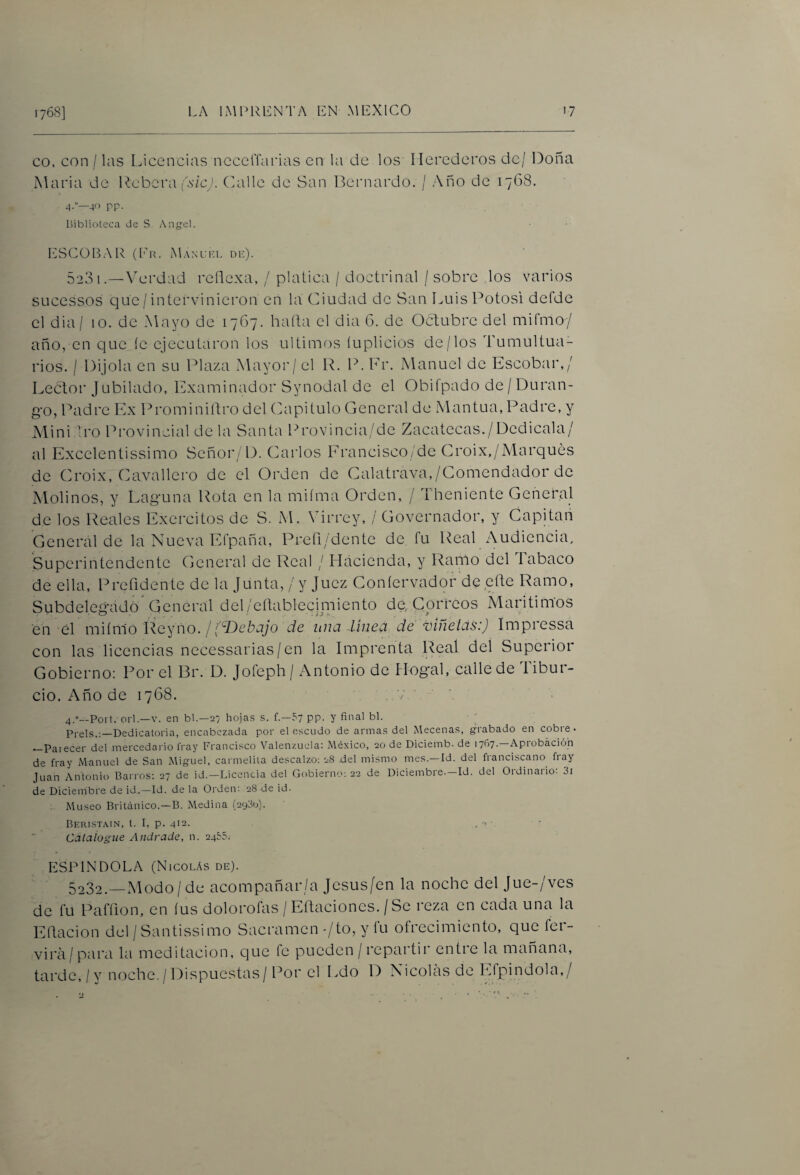 1768] LA IMPRENTA EN MEXICO 17
co, con / las Licencias neceſſarias en la de los Herederos de/ Doña
Maria de Rebera (sic). Calle de San Bernardo. / Año de 1768.
4.°—40 pp.
Biblioteca de S Angel.
ESCOBAR (Fr. Manuel de).
5231.—Verdad reflexa, / platica / doctrinal / sobre los varios
sucessos que / intervinieron en la Ciudad de San Luis Potosì deſde
el dia / 10. de Mayo de 1767. haſta el dia 6. de Octubre del miſmo /
año, en que ſe ejecutaron los ultimos ſuplicios de / los Tumultua-
rios. / Dijola en su Plaza Mayor / el R. P. Fr. Manuel de Escobar, /
Lector Jubilado, Examinador Synodal de el Obiſpado de / Duran-
go, Padre Ex Prominiſtro del Capitulo General de Mantua, Padre, y
Mini tro Provincial de la Santa Provincia / de Zacatecas. / Dedicala /
al Excelentissimo Señor / D. Carlos Francisco / de Croix, / Marquès
de Croix, Cavallero de el Orden de Calatrava, / Comendador de
Molinos, y Laguna Rota en la miſma Orden, / Theniente General
de los Reales Exercitos de S. M. Virrey, / Governador, y Capitan
General de la Nueva Eſpaña, Preſi / dente de ſu Real Audiencia,
Superintendente General de Real / Hacienda, y Ramo del Tabaco
de ella, Preſidente de la Junta, / y Juez Conſervador de eſte Ramo,
Subdelegado General del / eſtablecimiento de Correos Maritimos
en él miſmo Reyno. / (Debajo de una linea de viñetas:) Impressa
con las licencias necessarias / en la Imprenta Real del Superior
Gobierno: Por el Br. D. Joſeph / Antonio de Hogal, calle de Tibur-
cio. Año de 1768.
4.°—Port. orl.—v. en bl.—27 hojas s. f.—57 pp. y final bl.
Prels.:—Dedicatoria, encabezada por el escudo de armas del Mecenas, grabado en cobre.
—Parecer del mercedario fray Francisco Valenzuela: México, 20 de Diciemb. de 1767.—Aprobación
de fray Manuel de San Miguel, carmelita descalzo: 28 del mismo mes.—Id. del franciscano fray
Juan Antonio Barros: 27 de id.—Licencia del Gobierno: 22 de Diciembre.—Id. del Ordinario: 31
de Diciembre de id.—Id. de la Orden: 28 de id.
Museo Británico.—B. Medina (2930).
Beristain, t. I, p. 412.
Catalogue Andrade, n. 2455.
ESPINDOLA (Nicolás de).
5232.—Modo / de acompañar / a Jesus / en la noche del Jue- / ves
de ſu Paſſion, en ſus doloroſas / Eſtaciones. / Se reza en cada una la
Eſtacion del / Santissimo Sacramen - / to, y ſu ofrecimiento, que ſer-
virà / para la meditacion, que ſe pueden / repartir entre la mañana,
tarde, / y noche. / Dispuestas / Por el Ldo D Nicolàs de Eſpindola, /
2